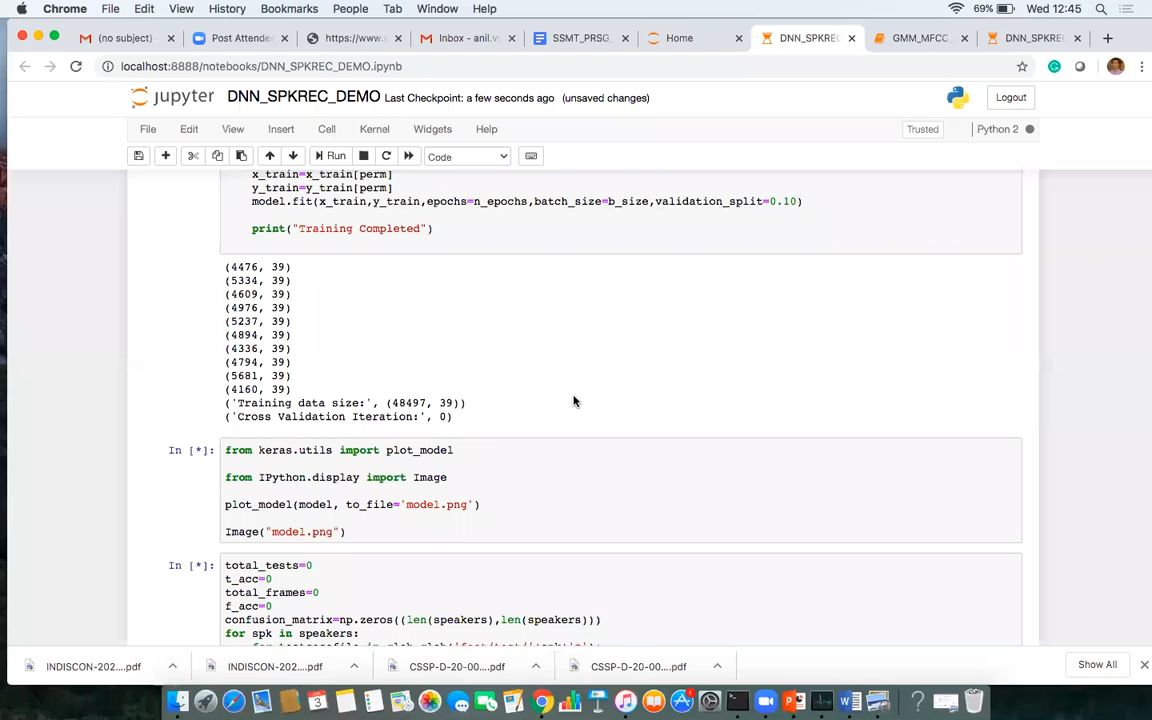 Chrome File Edit View History Bookmarks People Tab Window Help 69% Wed 12:45
(no subject) Post Attende https://www. Inbox - anil.vu SSMT_PRSG_ Home DNN_SPKRE GMM_MFCC_ DNN_SPKRE
localhost:8888/notebooks/DNN_SPKREC_DEMO.ipynb
jupyter DNN_SPKREC_DEMO Last Checkpoint: a few seconds ago (unsaved changes) Logout
File Edit View Insert Cell Kernel Widgets Help Trusted Python 2
Run Code
x_train=x_train[perm]
y_train=y_train[perm]
model.fit(x_train,y_train,epochs=n_epochs,batch_size=b_size,validation_split=0.10)
print("Training Completed")
(4476, 39)
(5334, 39)
(4609, 39)
(4976, 39)
(5237, 39)
(4894, 39)
(4336, 39)
(4794, 39)
(5681, 39)
(4160, 39)
('Training data size:', (48497, 39))
('Cross Validation Iteration:', 0)
In [*]: from keras.utils import plot_model
from IPython.display import Image
plot_model(model, to_file='model.png')
Image("model.png")
In [*]: total_tests=0
t_acc=0
total_frames=0
f_acc=0
confusion_matrix=np.zeros((len(speakers),len(speakers)))
for spk in speakers:
INDISCON-202....pdf INDISCON-202....pdf CSSP-D-20-00....pdf CSSP-D-20-00....pdf Show All
3